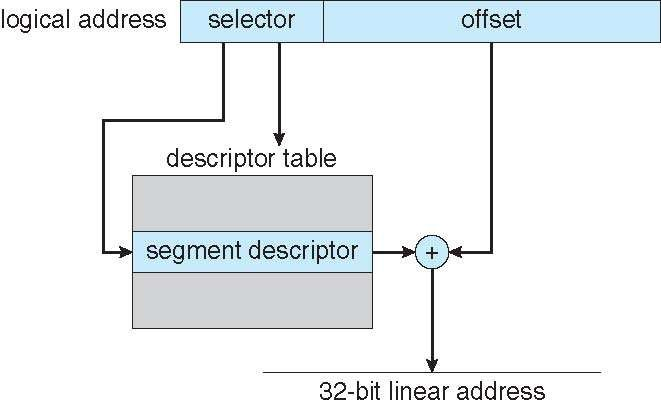 logical address selector offset
descriptor table
segment descriptor +
32-bit linear address